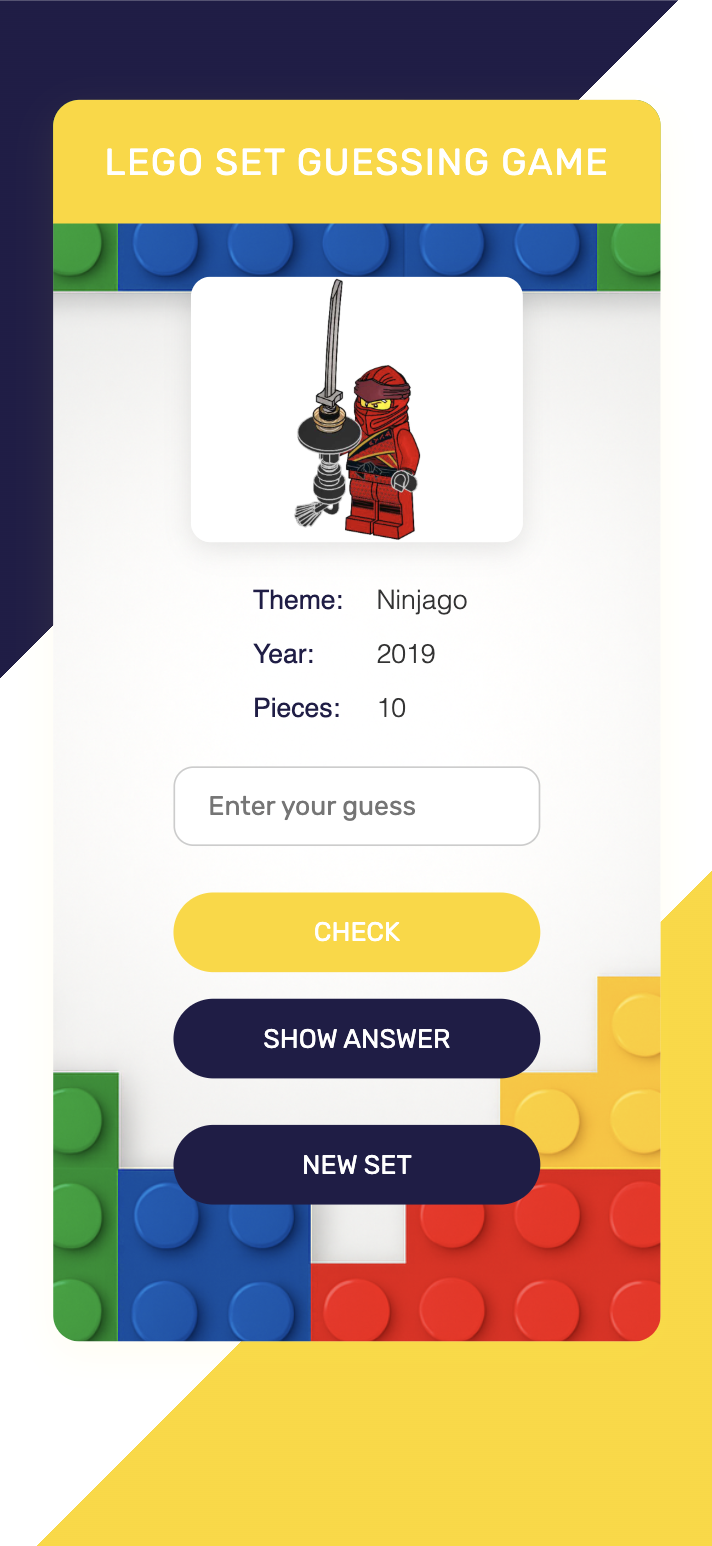 LEGO SET GUESSING GAME
Theme: Ninjago
Year: 2019
Pieces: 10
Enter your guess
CHECK
SHOW ANSWER
NEW SET